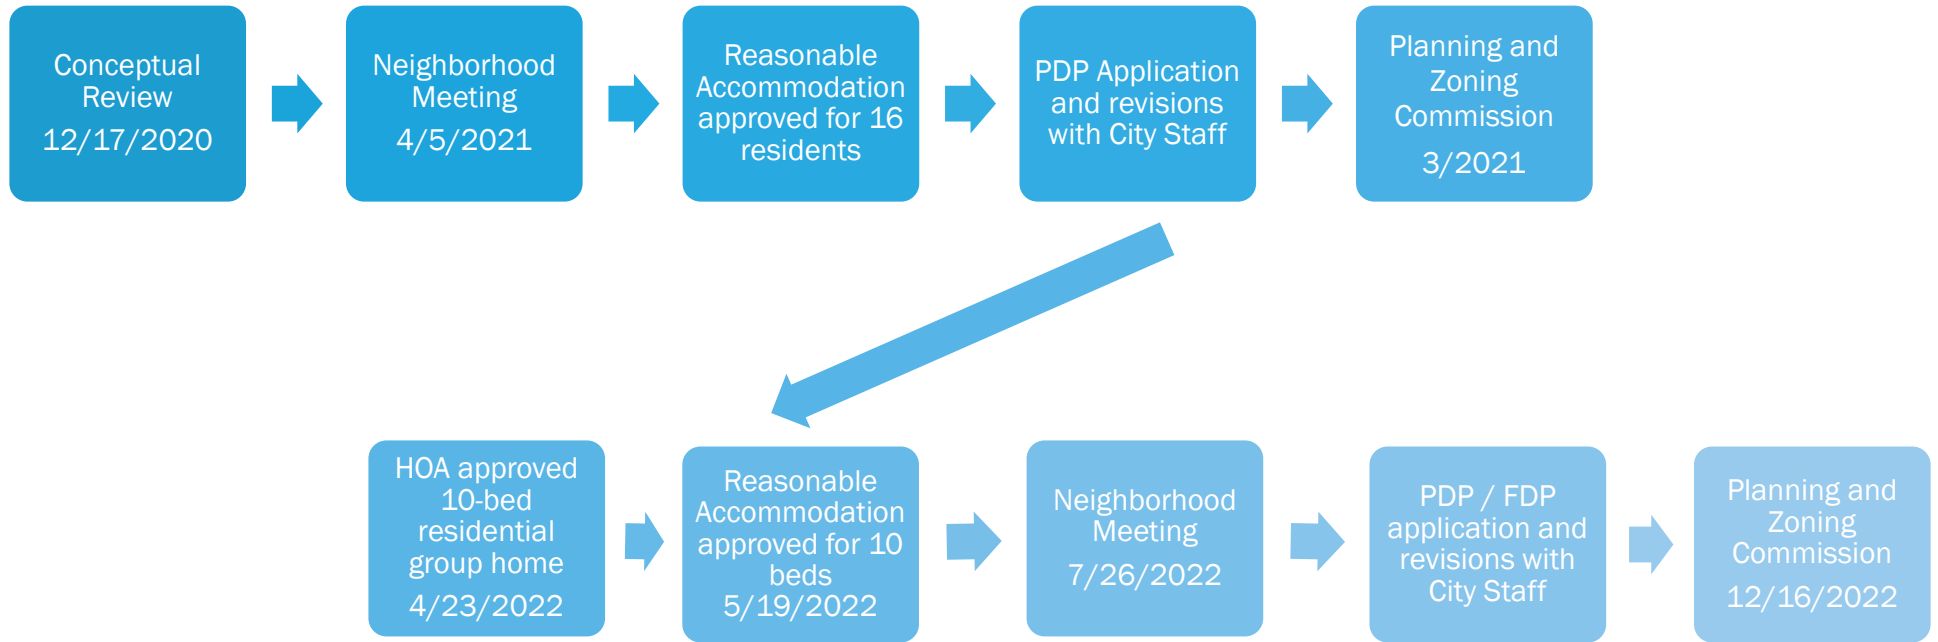 Conceptual
Review
12/17/2020
Neighborhood
Meeting
4/5/2021
Reasonable
Accommodation
approved for 16
residents
PDP Application
and revisions
with City Staff
Planning and
Zoning
Commission
3/2021
HOA approved
10-bed
residential
group home
4/23/2022
Reasonable
Accommodation
approved for 10
beds
5/19/2022
Neighborhood
Meeting
7/26/2022
PDP / FDP
application and
revisions with
City Staff
Planning and
Zoning
Commission
12/16/2022